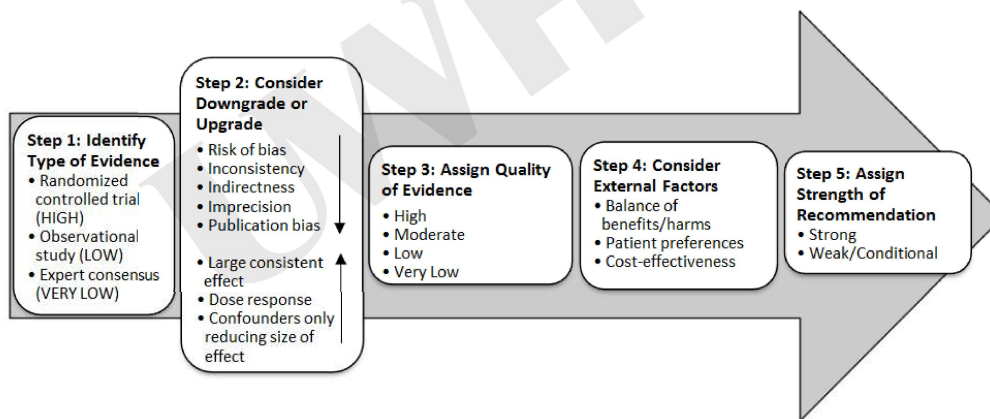 Step 1: Identify
Type of Evidence
• Randomized
controlled trial
(HIGH)
• Observational
study (LOW)
• Expert consensus
(VERY LOW)
Step 2: Consider
Downgrade or
Upgrade
• Risk of bias
• Inconsistency
• Indirectness
• Imprecision
• Publication bias
• Large consistent
effect
• Dose response
• Confounders only
reducing size of
effect
Step 3: Assign Quality
of Evidence
• High
• Moderate
• Low
• Very Low
Step 4: Consider
External Factors
• Balance of
benefits/harms
• Patient preferences
• Cost-effectiveness
Step 5: Assign
Strength of
Recommendation
• Strong
• Weak/Conditional